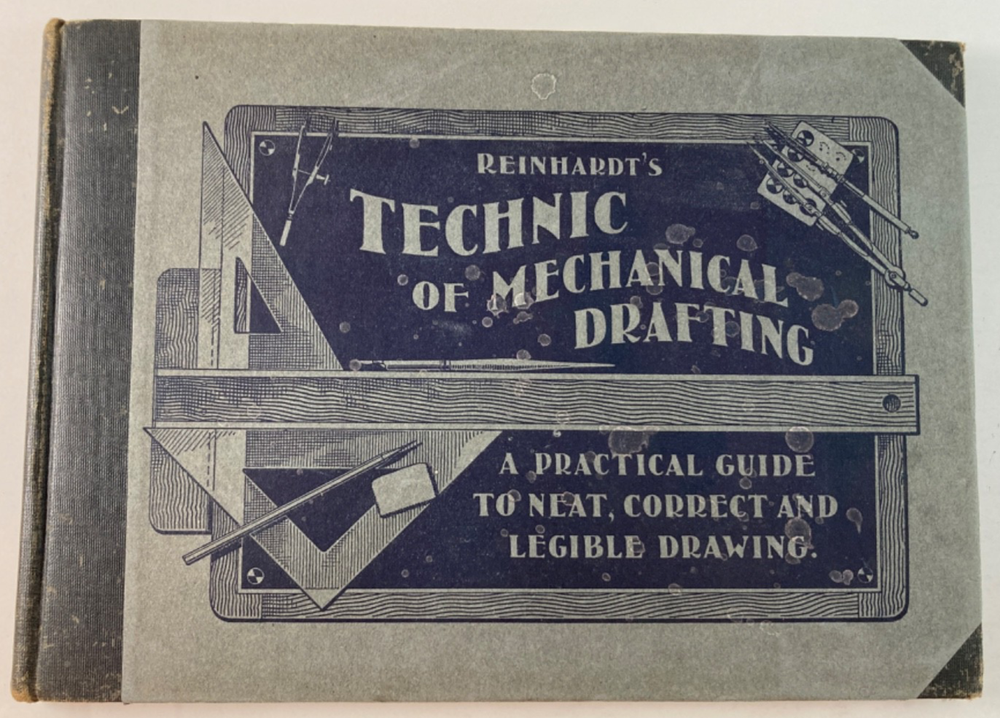 REINHARDT'S
TECHNIC
OF MECHANICAL
DRAFTING
A PRACTICAL GUIDE
TO NEAT, CORRECT AND
LEGIBLE DRAWING.